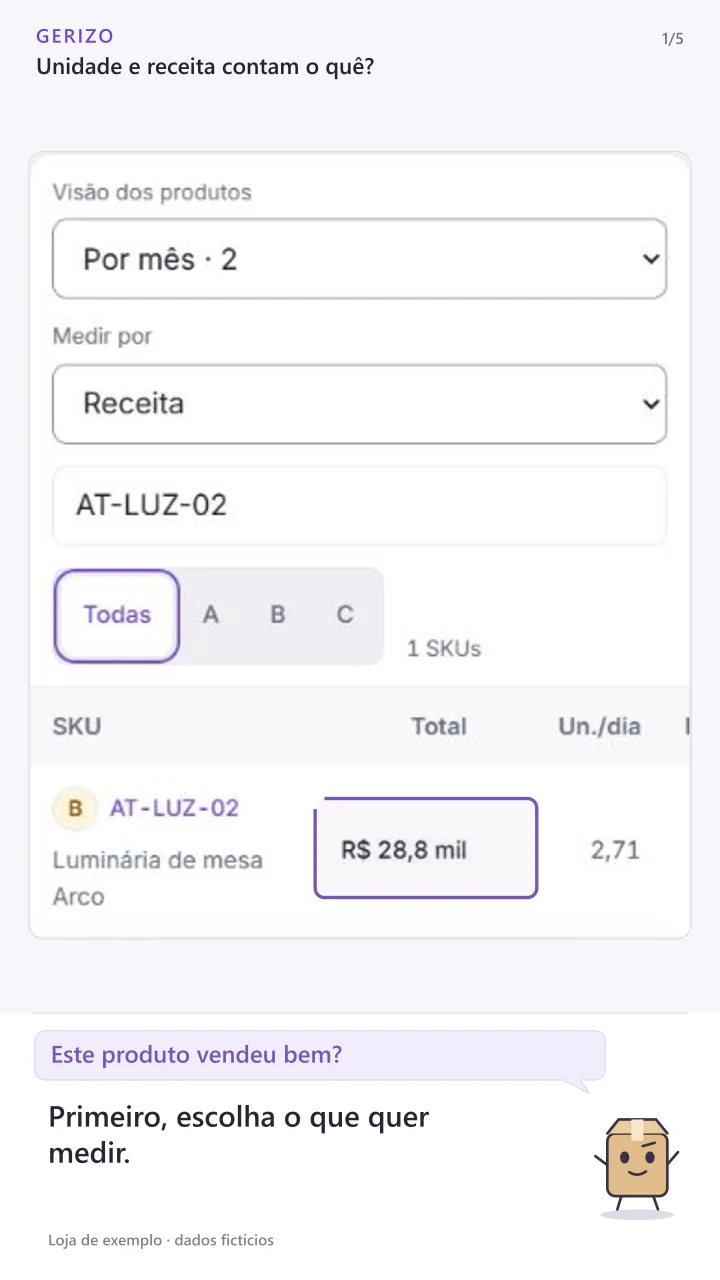 GERIZO
1/5
Unidade e receita contam o quê?
Visão dos produtos
Por mês · 2
Medir por
Receita
AT-LUZ-02
Todas A B C
1 SKUs
SKU Total Un./dia
B AT-LUZ-02
Luminária de mesa
Arco
R$ 28,8 mil 2,71
Este produto vendeu bem?
Primeiro, escolha o que quer
medir.
Loja de exemplo · dados fictícios